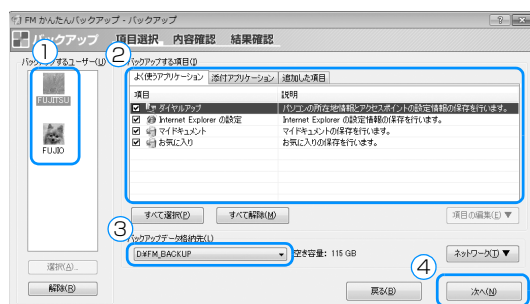 FM かんたんバックアップ - バックアップ
バックアップ 項目選択 内容確認 結果確認
① ②
バックアップするユーザー(U) バックアップする項目(I)
よく使うアプリケーション 添付アプリケーション 追加した項目
項目 説明
ダイヤルアップ パソコンの所在地情報とアクセスポイントの設定情報の保存を行います。
Internet Explorer の設定 Internet Explorer の設定情報の保存を行います。
マイドキュメント マイドキュメントの保存を行います。
お気に入り お気に入りの保存を行います。
FUJITSU
FUJIO
すべて選択(P) すべて解除(M) 項目の編集(E) ▼
③
バックアップデータ格納先(L)
D:¥FM_BACKUP 空き容量: 115 GB ネットワーク(T) ▼
④
選択(A)...
解除(R) 戻る(B) 次へ(N)